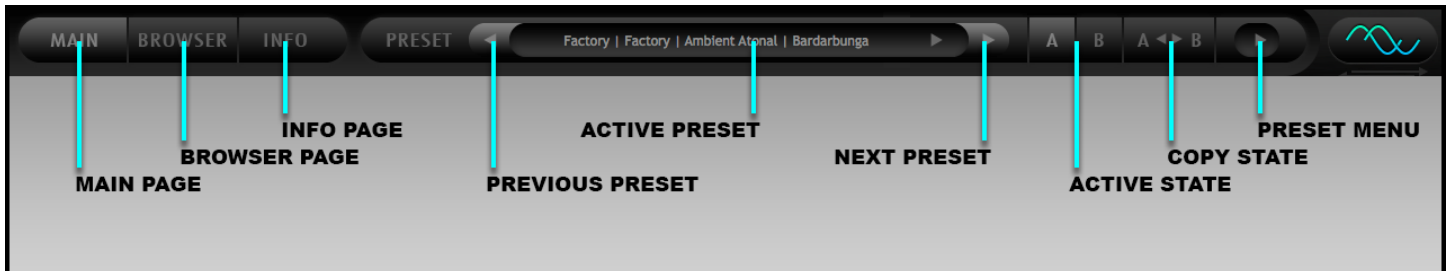 MAIN BROWSER INFO PRESET Factory | Factory | Ambient Atonal | Bardarbunga A B A B
INFO PAGE ACTIVE PRESET PRESET MENU
BROWSER PAGE NEXT PRESET COPY STATE
MAIN PAGE PREVIOUS PRESET ACTIVE STATE